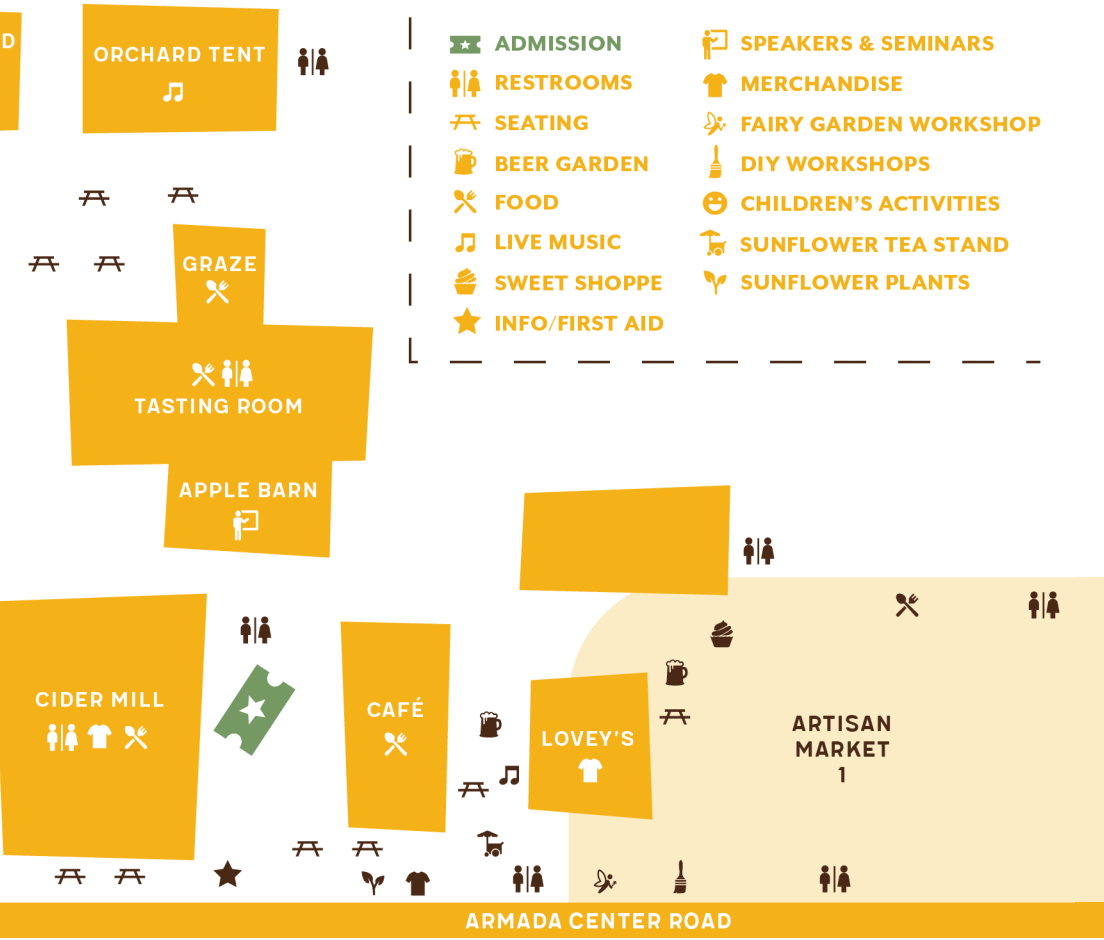 D
ORCHARD TENT
ADMISSION
RESTROOMS
SEATING
BEER GARDEN
FOOD
LIVE MUSIC
SWEET SHOPPE
INFO/FIRST AID
SPEAKERS & SEMINARS
MERCHANDISE
FAIRY GARDEN WORKSHOP
DIY WORKSHOPS
CHILDREN’S ACTIVITIES
SUNFLOWER TEA STAND
SUNFLOWER PLANTS
GRAZE
TASTING ROOM
APPLE BARN
CIDER MILL
CAFÉ
LOVEY’S
ARTISAN
MARKET
1
ARMADA CENTER ROAD